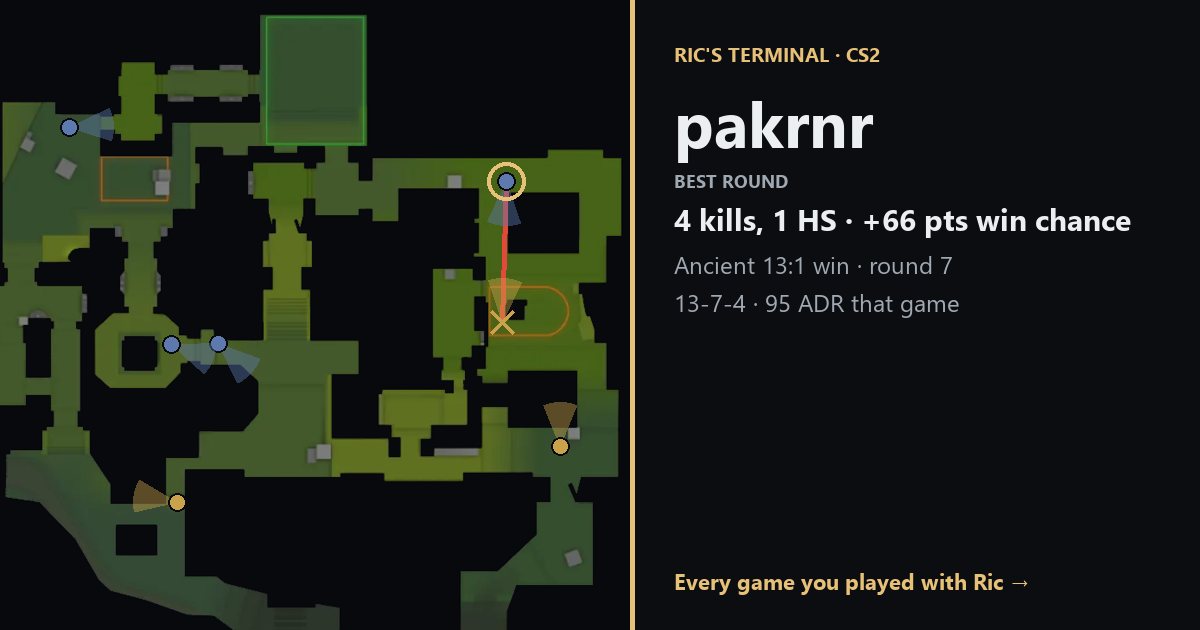 RIC'S TERMINAL · CS2
pakrnr
BEST ROUND
4 kills, 1 HS · +66 pts win chance
Ancient 13:1 win · round 7
13-7-4 · 95 ADR that game
Every game you played with Ric →